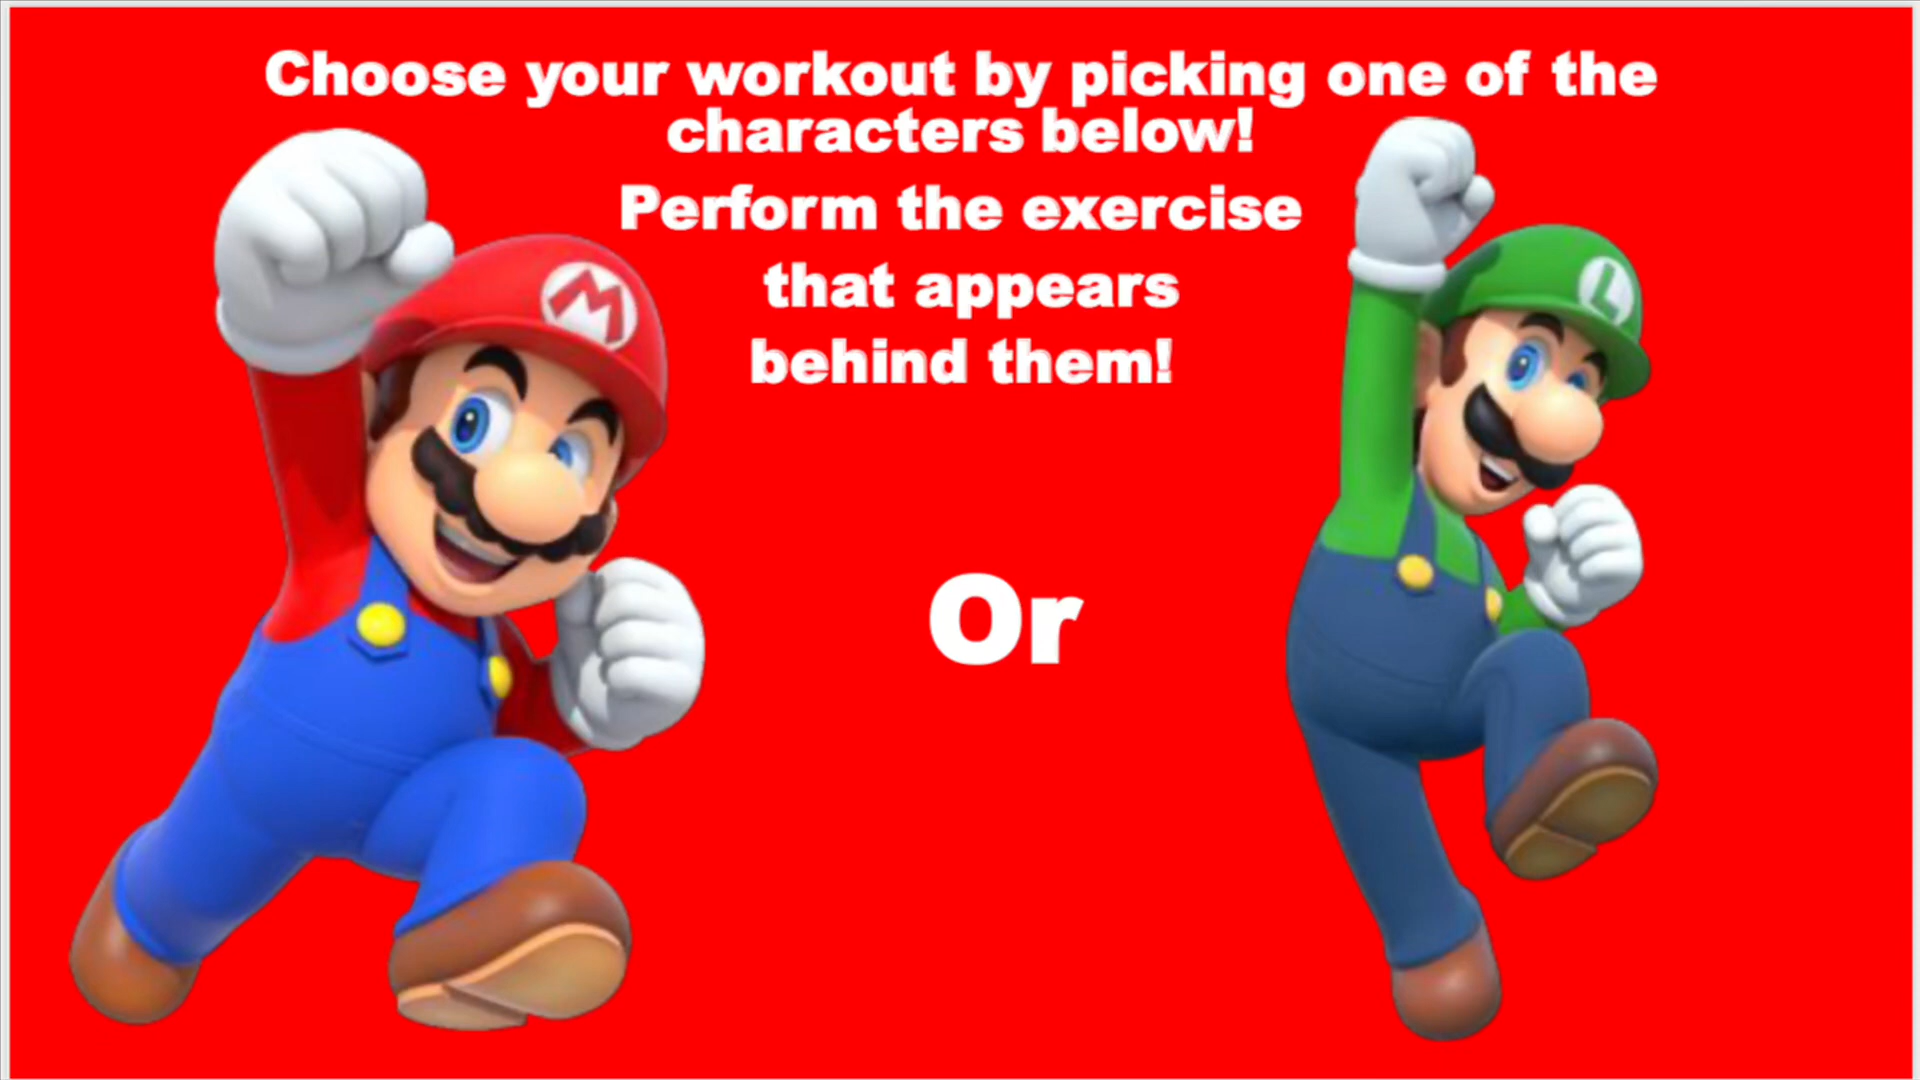 Choose your workout by picking one of the
characters below!
Perform the exercise
that appears
behind them!
M
L
Or